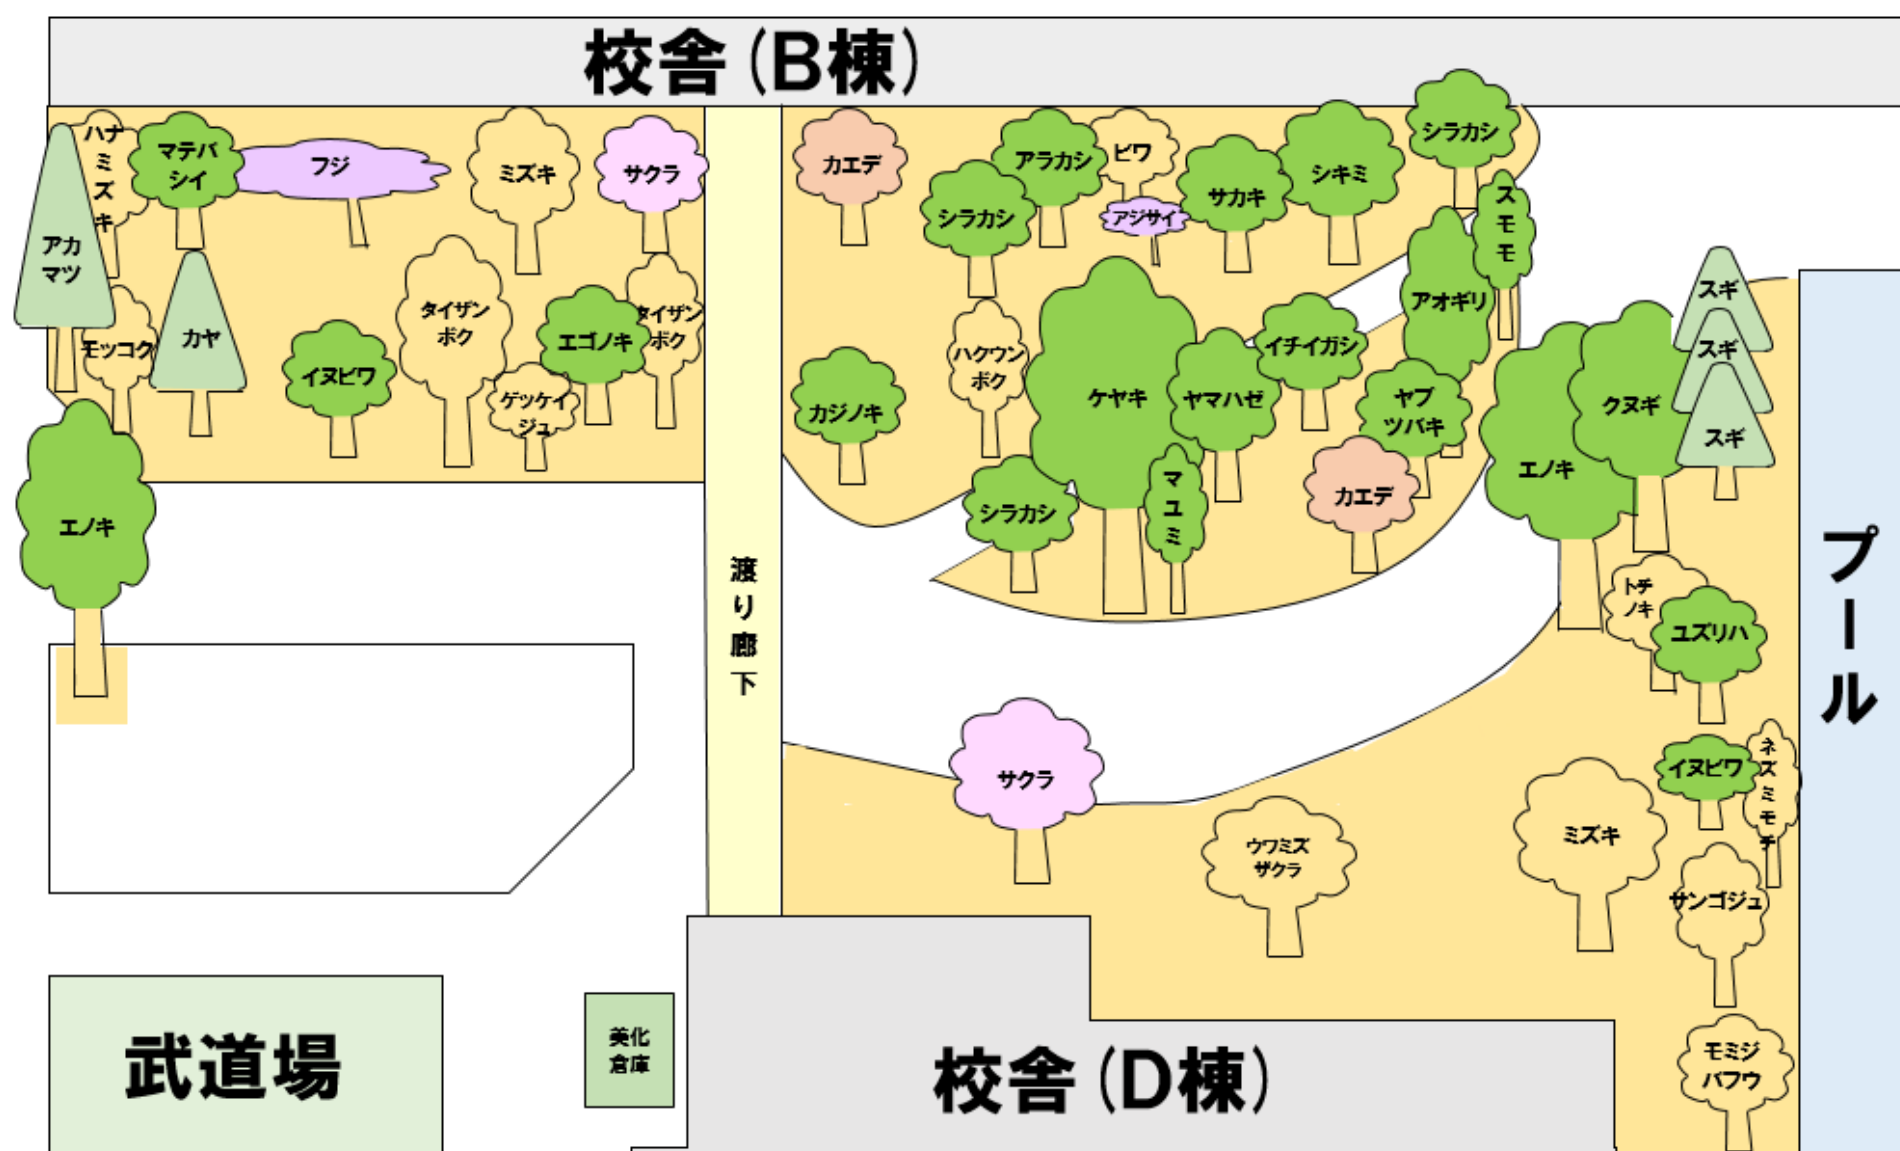 校舎(B棟)
ハナ
ミ
ズ
キ
マテバ
シイ
フジ
ミズキ
サクラ
アカ
マツ
モッコク
カヤ
イヌビワ
タイザン
ボク
エゴノキ
タイザン
ボク
ゲッケイ
ジュ
エノキ
渡り廊下
カエデ
シラカシ
アラカシ
ビワ
アジサイ
サカキ
シキミ
シラカシ
スモモ
カジノキ
ハクウン
ボク
ケヤキ
ヤマハゼ
イチイガシ
アオギリ
ヤブ
ツバキ
カエデ
シラカシ
マユミ
エノキ
クヌギ
スギ
スギ
スギ
トチ
ノキ
ユズリハ
イヌビワ
ネズミモチ
サクラ
ウワミズ
ザクラ
ミズキ
サンゴジュ
モミジ
バフウ
プール
武道場
美化
倉庫
校舎(D棟)